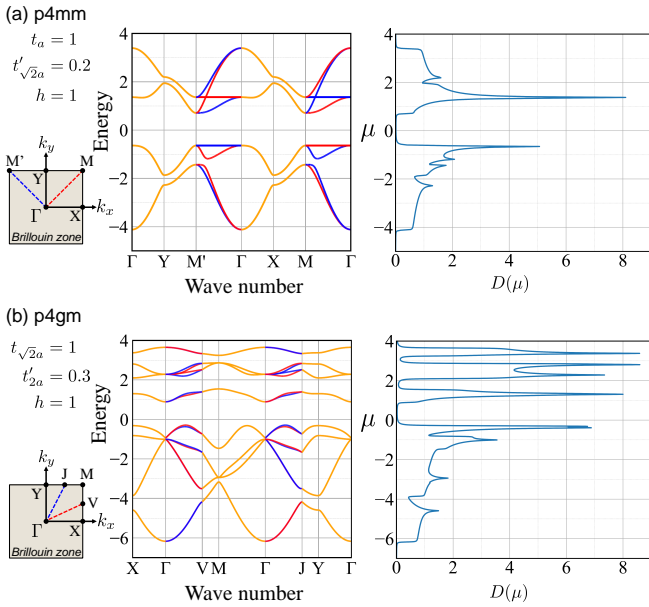 (a) p4mm
t_a = 1
t'_{√2a} = 0.2
h = 1
k_y
M' Y M
Γ X k_x
Brillouin zone
Energy
4
2
0
−2
−4
Γ Y M' Γ X M Γ
Wave number
μ
4
2
0
−2
−4
0 2 4 6 8
D(μ)
(b) p4gm
t_{√2a} = 1
t'_{2a} = 0.3
h = 1
k_y
Y J M
V
Γ X k_x
Brillouin zone
Energy
4
2
0
−2
−4
−6
X Γ V M Γ J Y Γ
Wave number
μ
4
2
0
−2
−4
−6
0 2 4 6 8
D(μ)